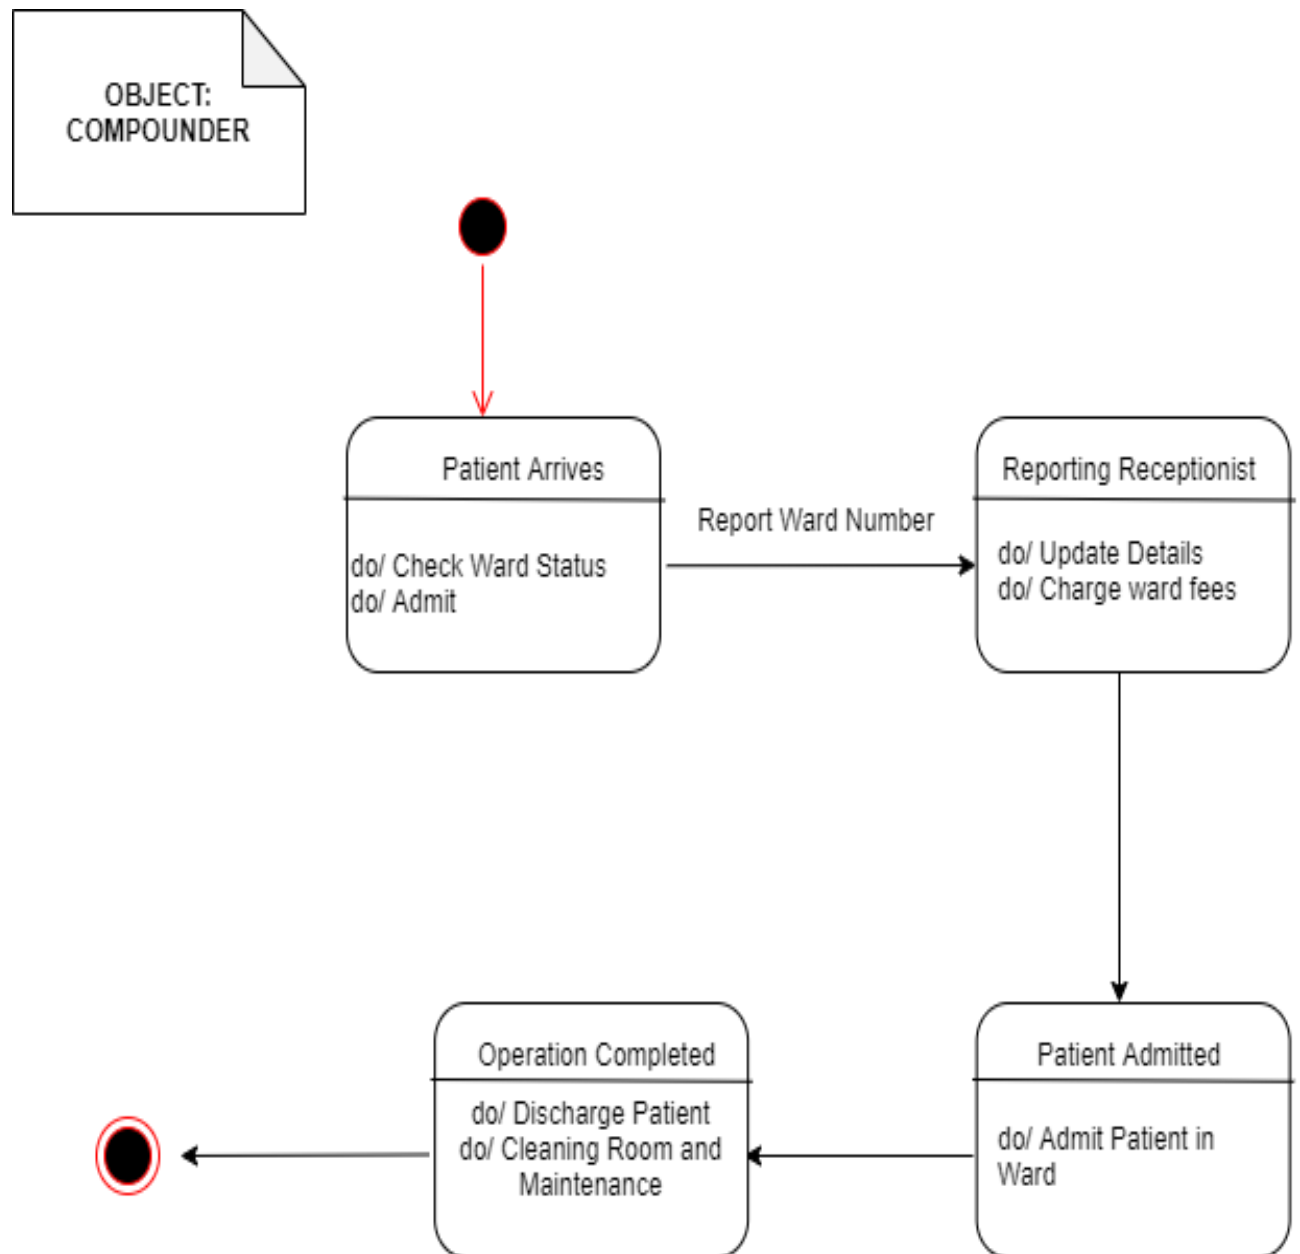 OBJECT:
COMPOUNDER
Patient Arrives
do/ Check Ward Status
do/ Admit
Report Ward Number
Reporting Receptionist
do/ Update Details
do/ Charge ward fees
Operation Completed
do/ Discharge Patient
do/ Cleaning Room and
Maintenance
Patient Admitted
do/ Admit Patient in
Ward